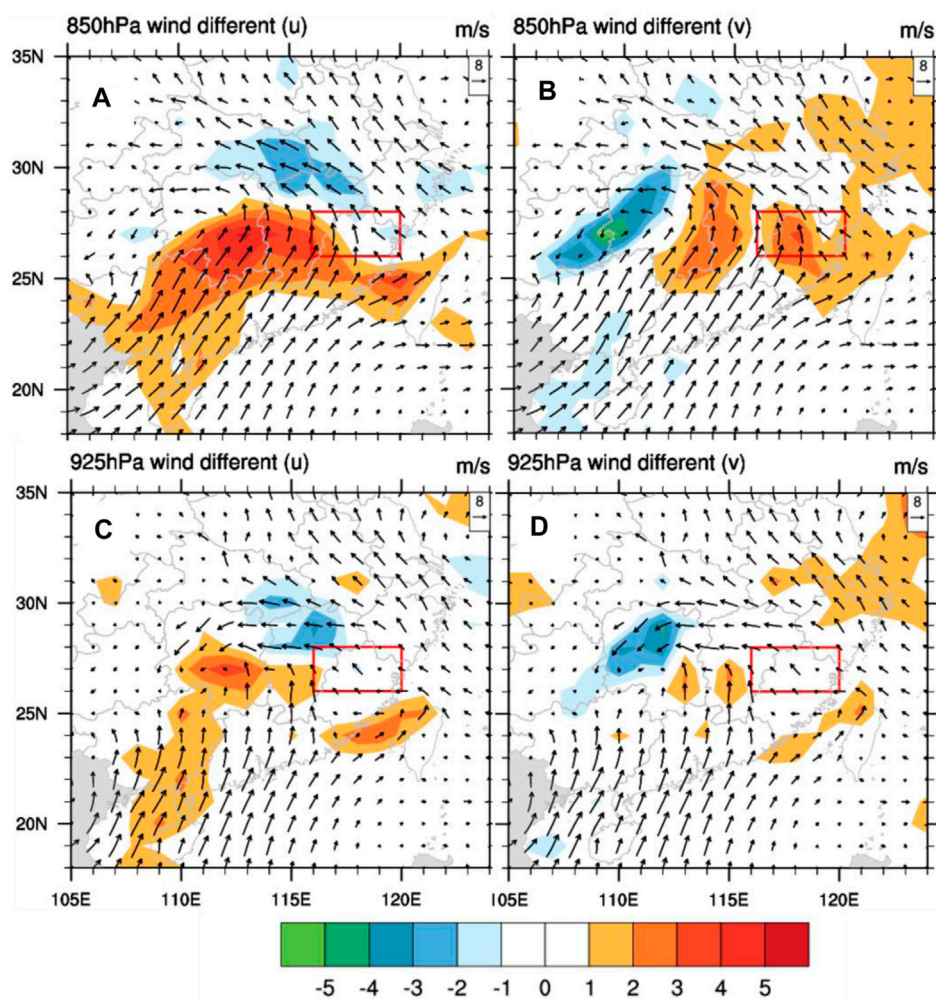 850hPa wind different (u) m/s
850hPa wind different (v) m/s
35N
A
8
B
8
30N
25N
20N
925hPa wind different (u) m/s
925hPa wind different (v) m/s
35N
C
8
D
8
30N
25N
20N
105E 110E 115E 120E
105E 110E 115E 120E
-5 -4 -3 -2 -1 0 1 2 3 4 5